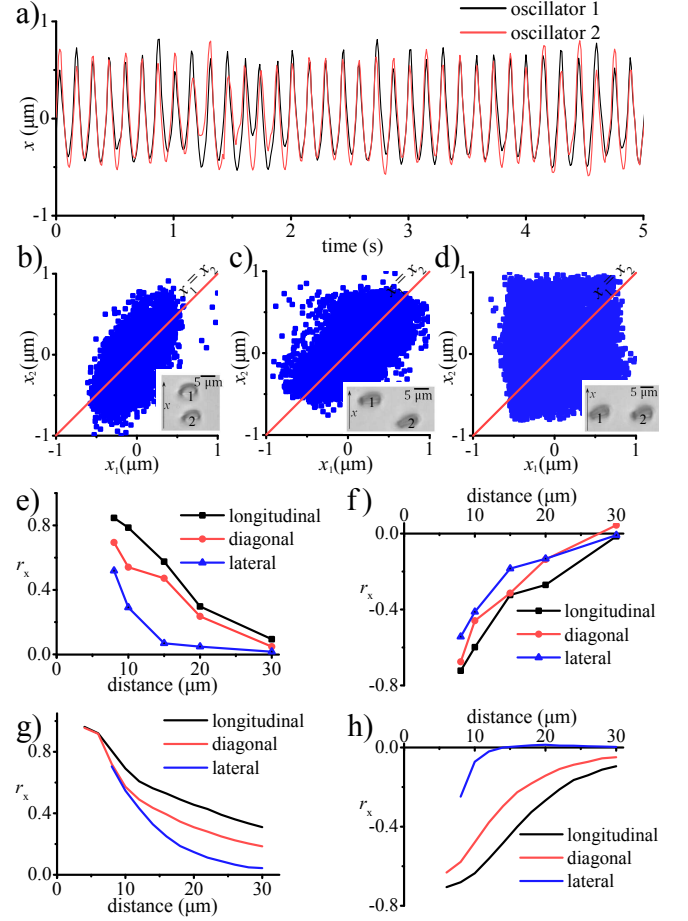 a)
oscillator 1
oscillator 2
1
0
-1
x (μm)
0 1 2 3 4 5
time (s)
b) c) d)
x₁ = x₂
x₁ = x₂
x₁ = x₂
1
0
-1
x₂(μm)
5 μm
x
1
2
-1 0 1
x₁(μm)
1
0
-1
x₂(μm)
5 μm
x
1
2
-1 0 1
x₁(μm)
1
0
-1
x₂(μm)
5 μm
x
1
2
-1 0 1
x₁(μm)
e)
longitudinal
diagonal
lateral
0.8
0.4
0.0
rₓ
0 10 20 30
distance (μm)
f)
distance (μm)
0 10 20 30
0.0
-0.4
-0.8
rₓ
longitudinal
diagonal
lateral
g)
longitudinal
diagonal
lateral
0.8
0.4
0.0
rₓ
0 10 20 30
distance (μm)
h)
distance (μm)
0 10 20 30
0.0
-0.4
-0.8
rₓ
longitudinal
diagonal
lateral